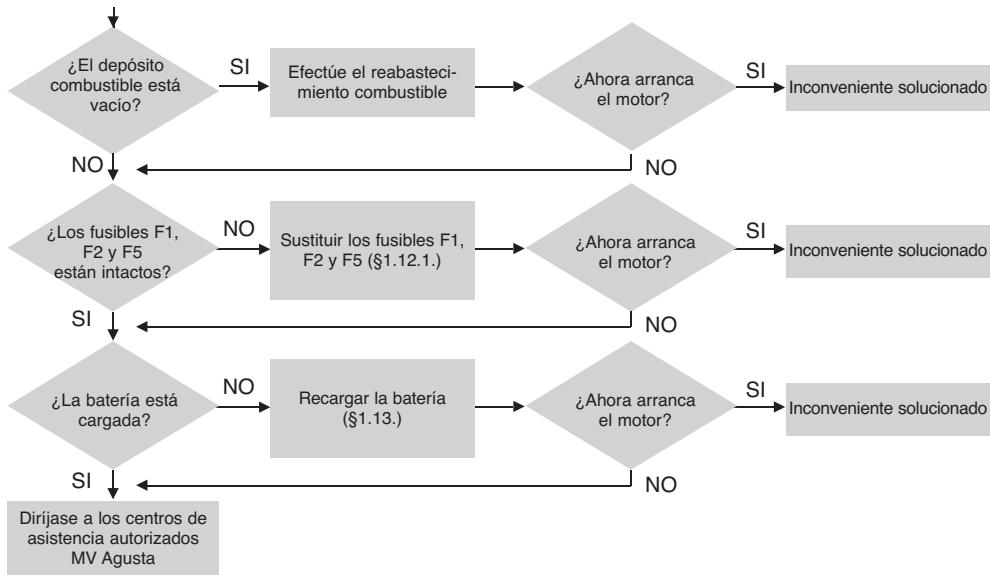 ¿El depósito
combustible está
vacío?
SI
Efectúe el reabasteci-
miento combustible
¿Ahora arranca
el motor?
SI
Inconveniente solucionado
NO
NO
¿Los fusibles F1,
F2 y F5
están intactos?
NO
Sustituir los fusibles F1,
F2 y F5 (§1.12.1.)
¿Ahora arranca
el motor?
SI
Inconveniente solucionado
SI
NO
¿La batería está
cargada?
NO
Recargar la batería
(§1.13.)
¿Ahora arranca
el motor?
SI
Inconveniente solucionado
SI
NO
Diríjase a los centros de
asistencia autorizados
MV Agusta